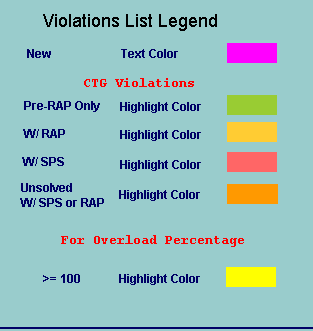 Violations List Legend
New Text Color
CTG Violations
Pre-RAP Only Highlight Color
W/ RAP Highlight Color
W/ SPS Highlight Color
Unsolved
W/ SPS or RAP Highlight Color
For Overload Percentage
>= 100 Highlight Color